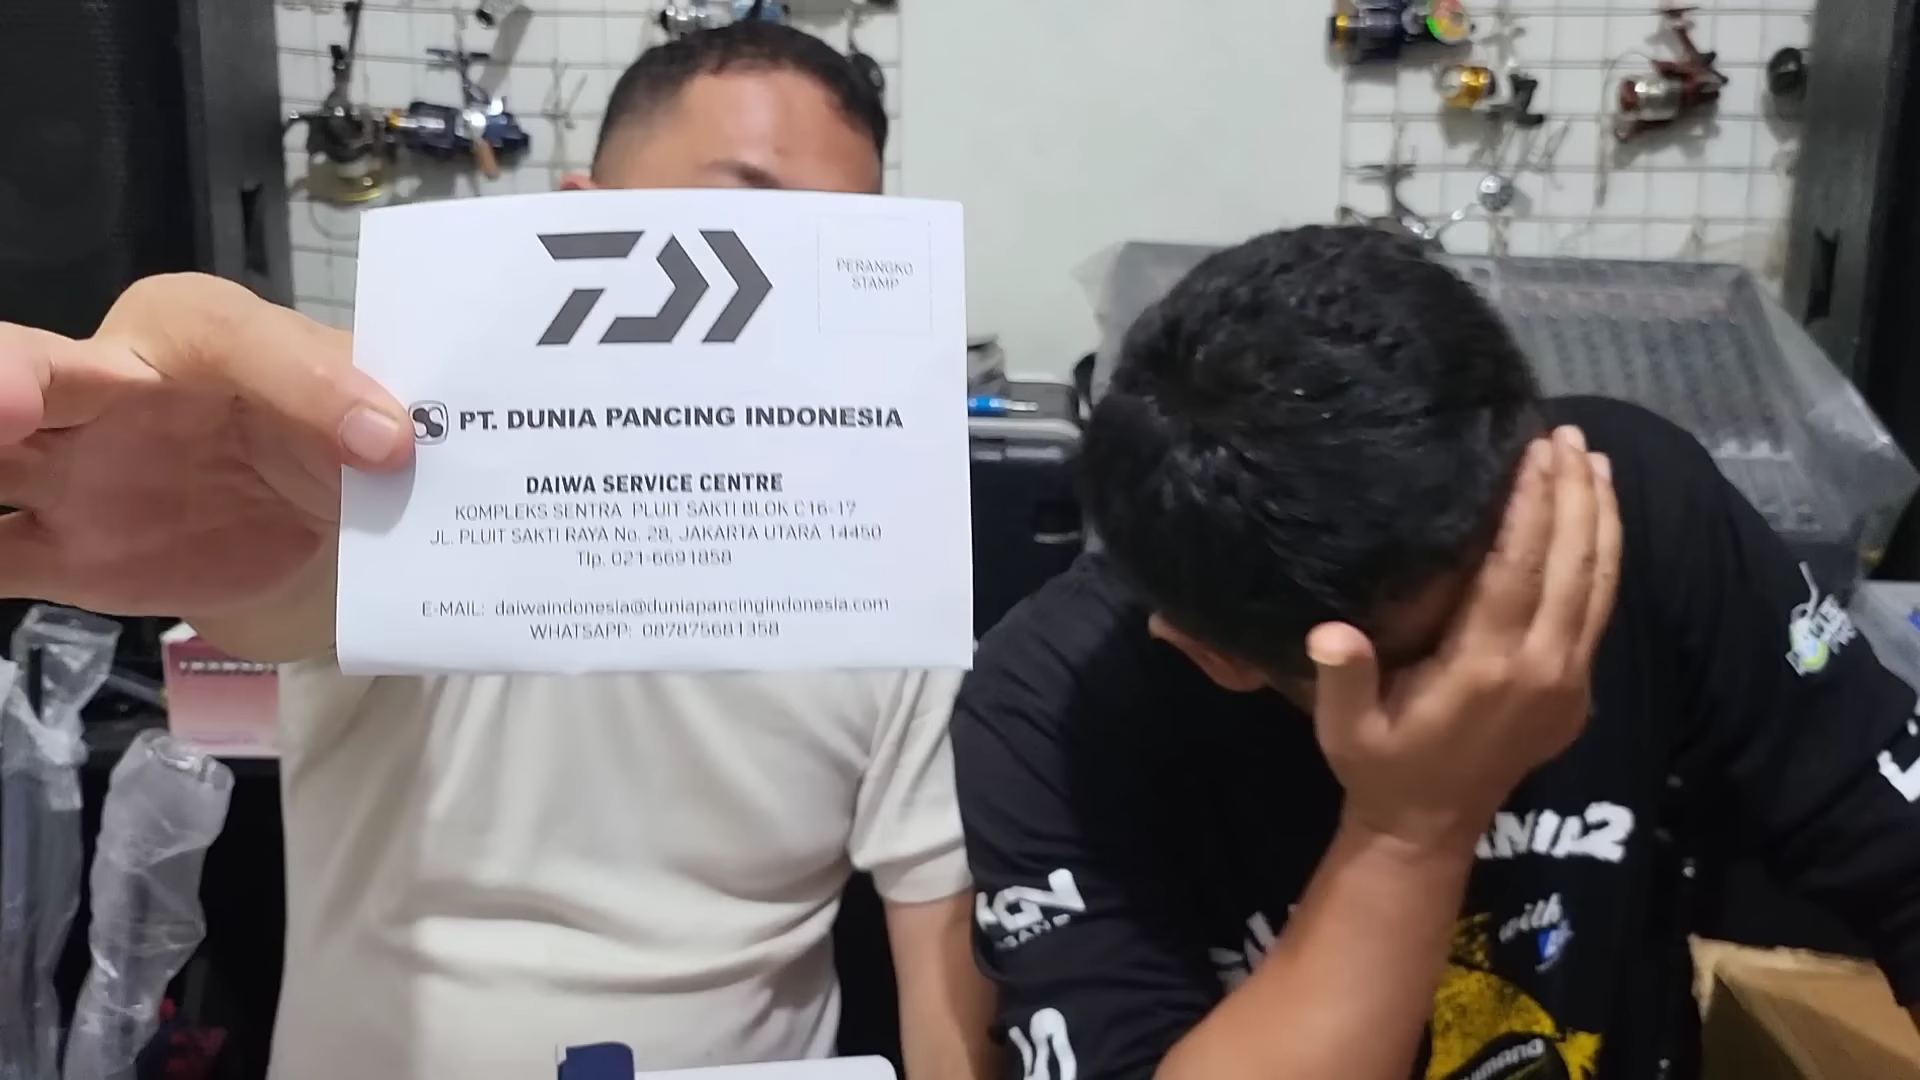 PERANGKO
STAMP
PT. DUNIA PANCING INDONESIA
DAIWA SERVICE CENTRE
KOMPLEKS SENTRA PLUIT SAKTI BLOK C16-17
JL. PLUIT SAKTI RAYA No. 28, JAKARTA UTARA 14450
Tlp. 021-6691858
E-MAIL: daiwaindonesia@duniapancingindonesia.com
WHATSAPP: 087875681358
with